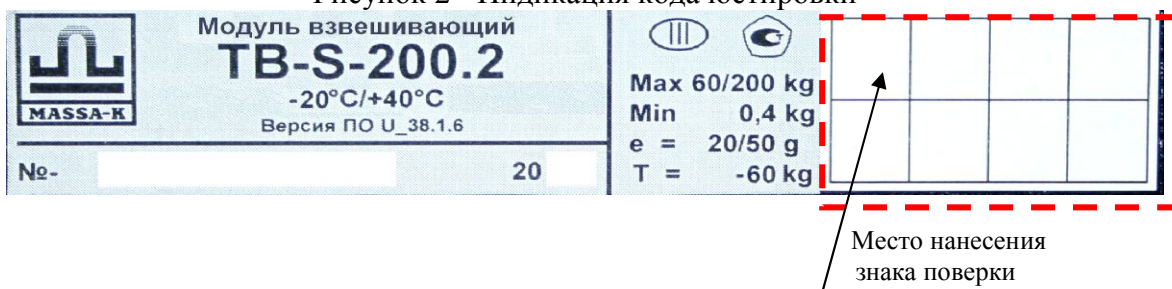 Рисунок 2 - Индикация кода юстировки
MASSA-K
Модуль взвешивающий
TB-S-200.2
-20°C/+40°C
Версия ПО U_38.1.6
№-
20
III
Max 60/200 kg
Min 0,4 kg
e = 20/50 g
T = -60 kg
Место нанесения
знака поверки